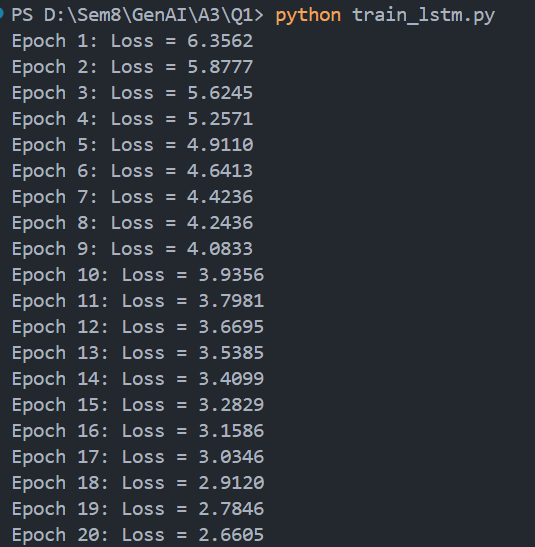 PS D:\Sem8\GenAI\A3\Q1> python train_lstm.py
Epoch 1: Loss = 6.3562
Epoch 2: Loss = 5.8777
Epoch 3: Loss = 5.6245
Epoch 4: Loss = 5.2571
Epoch 5: Loss = 4.9110
Epoch 6: Loss = 4.6413
Epoch 7: Loss = 4.4236
Epoch 8: Loss = 4.2436
Epoch 9: Loss = 4.0833
Epoch 10: Loss = 3.9356
Epoch 11: Loss = 3.7981
Epoch 12: Loss = 3.6695
Epoch 13: Loss = 3.5385
Epoch 14: Loss = 3.4099
Epoch 15: Loss = 3.2829
Epoch 16: Loss = 3.1586
Epoch 17: Loss = 3.0346
Epoch 18: Loss = 2.9120
Epoch 19: Loss = 2.7846
Epoch 20: Loss = 2.6605